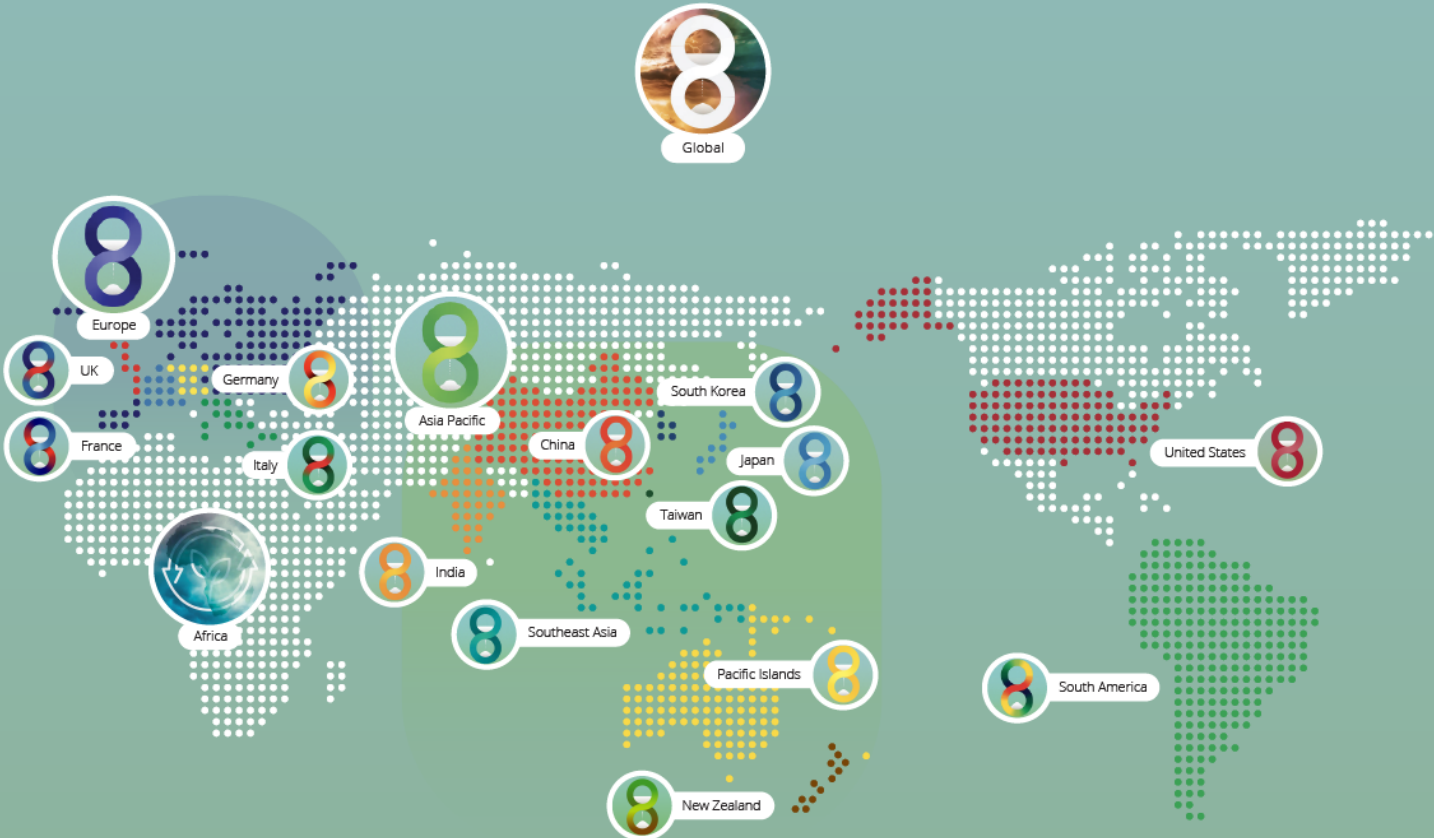 Global
Europe
UK
Germany
France
Italy
Africa
Asia Pacific
South Korea
China
Japan
Taiwan
India
Southeast Asia
Pacific Islands
New Zealand
United States
South America